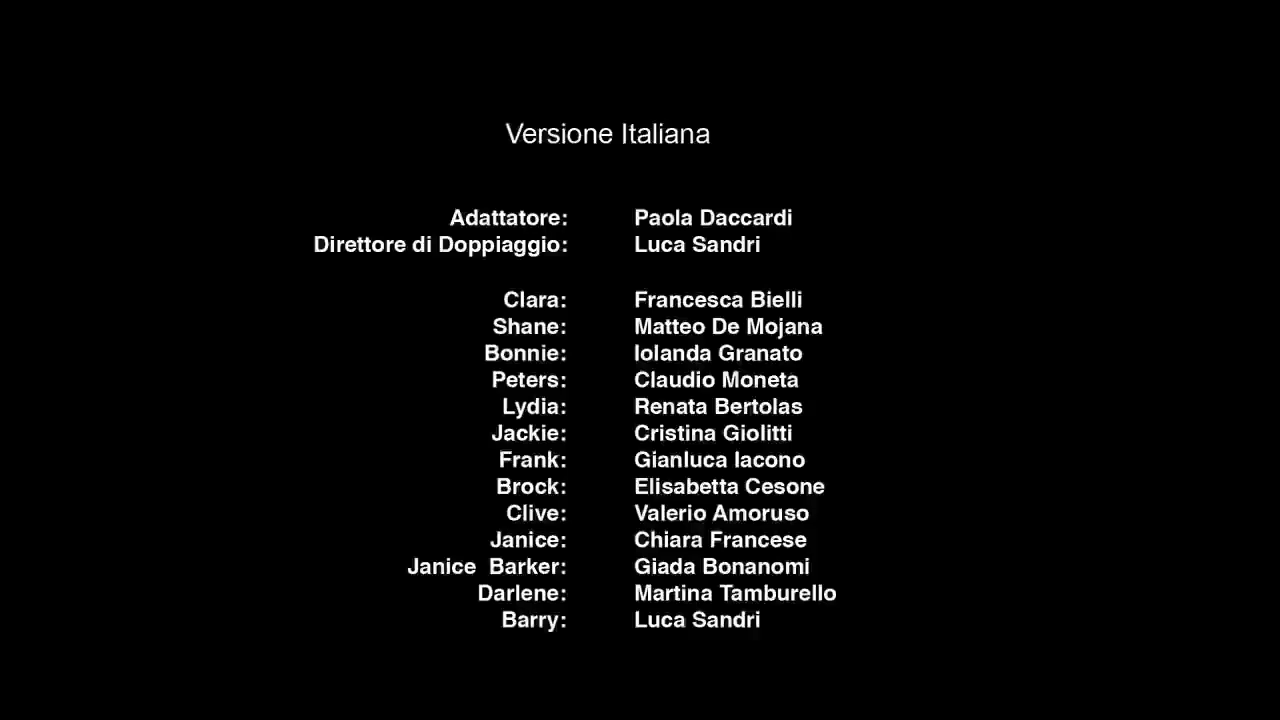 Versione Italiana
Adattatore: Paola Daccardi
Direttore di Doppiaggio: Luca Sandri
Clara: Francesca Bielli
Shane: Matteo De Mojana
Bonnie: Iolanda Granato
Peters: Claudio Moneta
Lydia: Renata Bertolas
Jackie: Cristina Giolitti
Frank: Gianluca Iacono
Brock: Elisabetta Cesone
Clive: Valerio Amoruso
Janice: Chiara Francese
Janice Barker: Giada Bonanomi
Darlene: Martina Tamburello
Barry: Luca Sandri